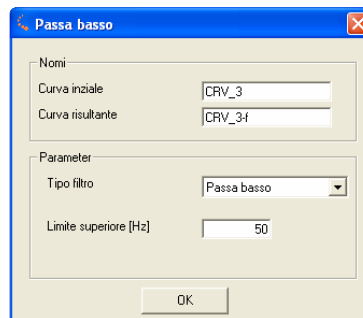 Passa basso
Nomi
Curva inziale CRV_3
Curva risultante CRV_3-f
Parameter
Tipo filtro Passa basso
Limite superiore [Hz] 50
OK